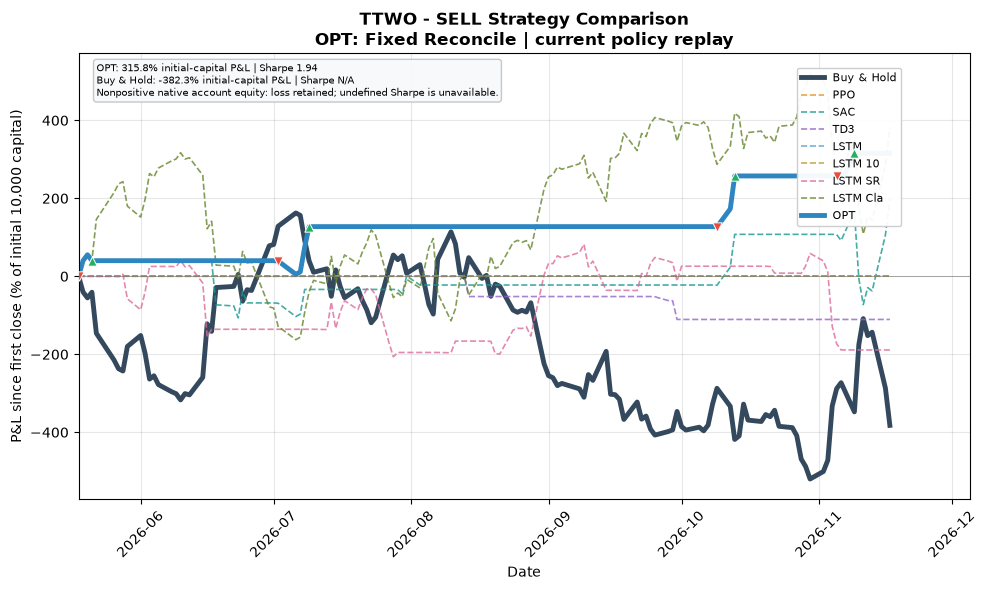 TTWO - SELL Strategy Comparison
OPT: Fixed Reconcile | current policy replay
OPT: 315.8% initial-capital P&L | Sharpe 1.94
Buy & Hold: -382.3% initial-capital P&L | Sharpe N/A
Nonpositive native account equity: loss retained; undefined Sharpe is unavailable.
Buy & Hold
PPO
SAC
TD3
LSTM
LSTM 10
LSTM SR
LSTM Cla
OPT
P&L since first close (% of initial 10,000 capital)
400
200
0
−200
−400
2026-06
2026-07
2026-08
2026-09
2026-10
2026-11
2026-12
Date